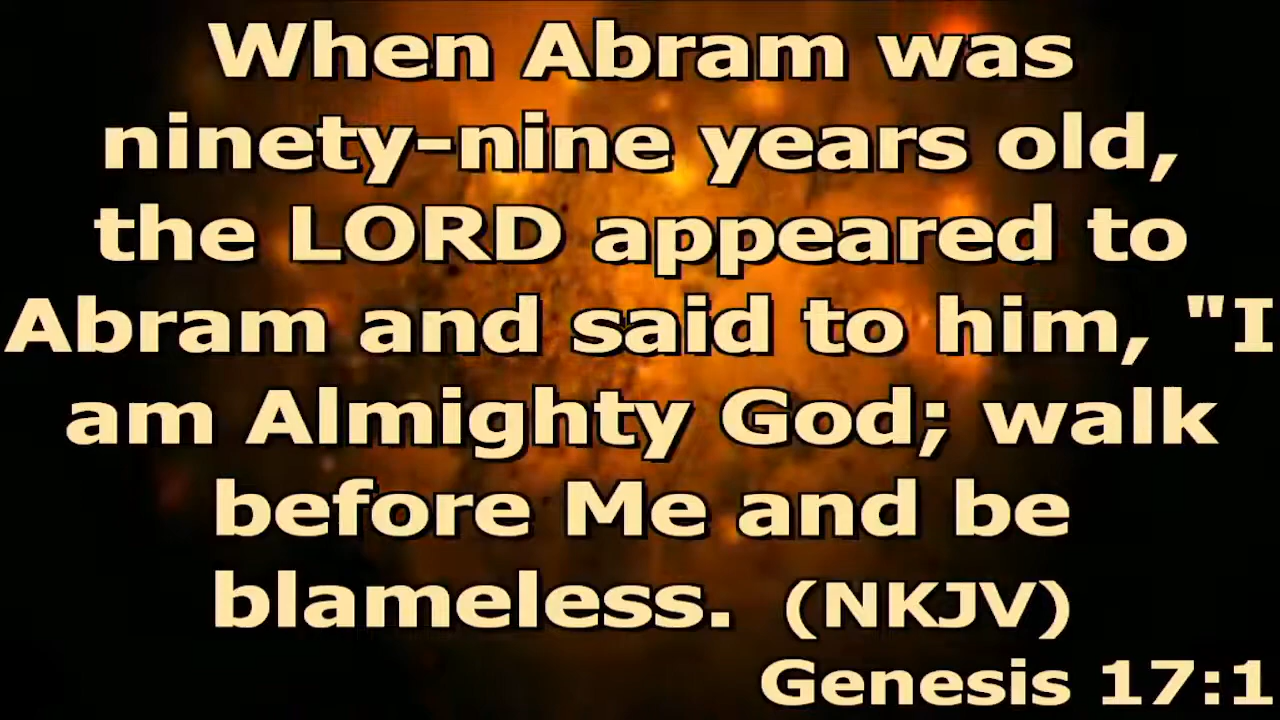 When Abram was
ninety-nine years old,
the LORD appeared to
Abram and said to him, "I
am Almighty God; walk
before Me and be
blameless. (NKJV)
Genesis 17:1